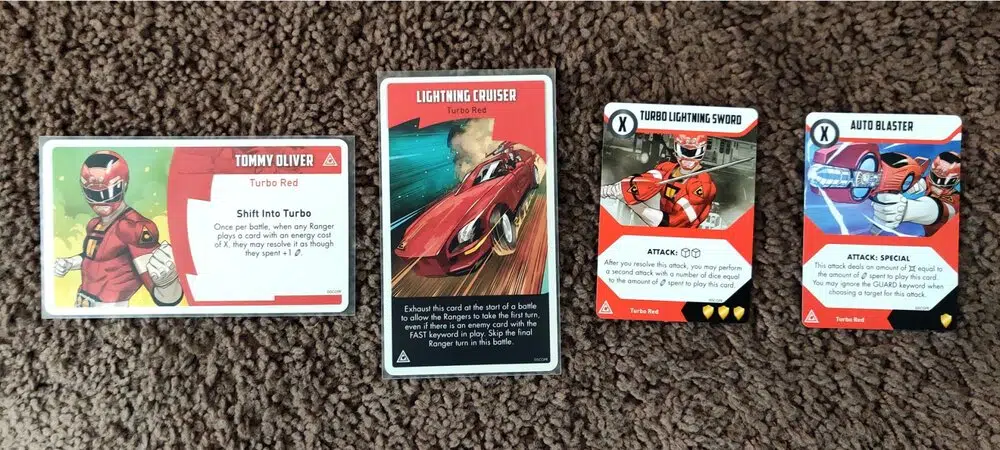 TOMMY OLIVER
Turbo Red
Shift Into Turbo
Once per battle, when any Ranger
plays a card with an energy cost
of X, they may resolve it as though
they spent +1 .
LIGHTNING CRUISER
Turbo Red
Exhaust this card at the start of a battle
to allow the Rangers to take the first turn,
even if there is an enemy card with the
FAST keyword in play. Skip the final
Ranger turn in this battle.
X
TURBO LIGHTNING SWORD
ATTACK:
After you resolve this attack, you may perform
a second attack with a number of dice equal
to the amount of spent to play this card.
Turbo Red
X
AUTO BLASTER
ATTACK: SPECIAL
This attack deals an amount of equal to
the amount of spent to play this card.
You may ignore the GUARD keyword when
choosing a target for this attack.
Turbo Red